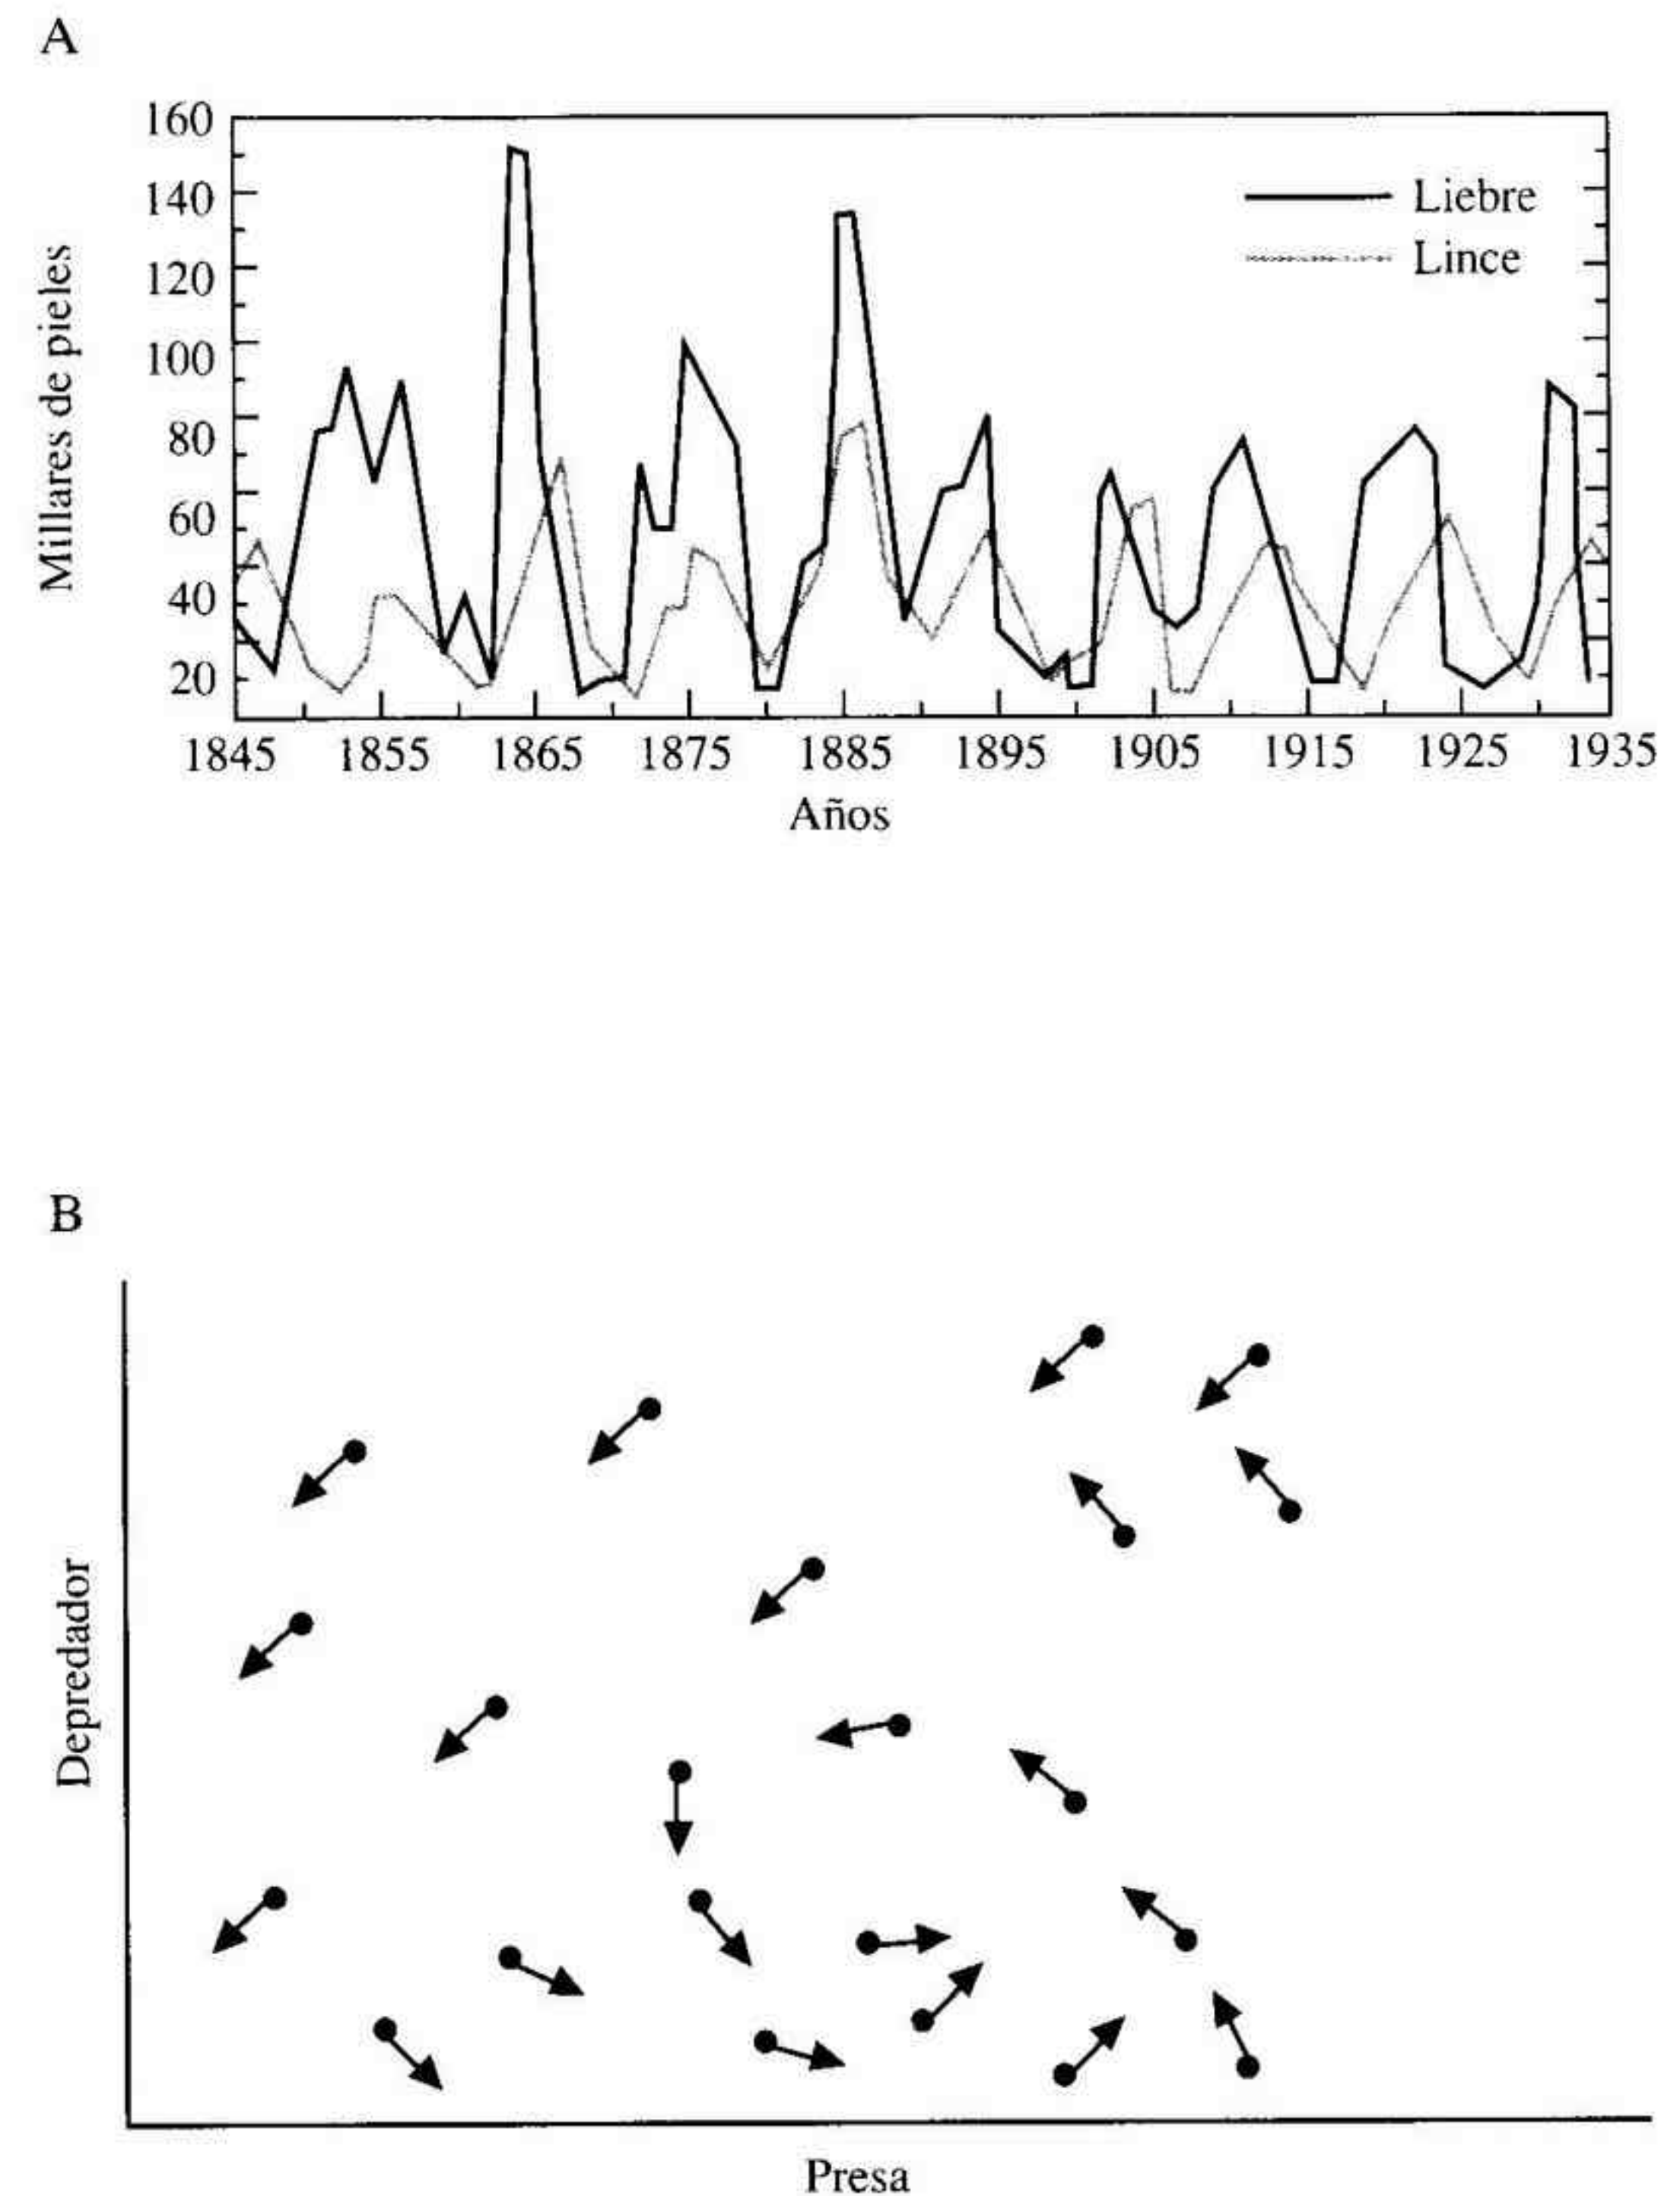 A
160
140
120
100
80
60
40
20
Millares de pieles
Liebre
Lince
1845 1855 1865 1875 1885 1895 1905 1915 1925 1935
Años
B
Depredador
Presa